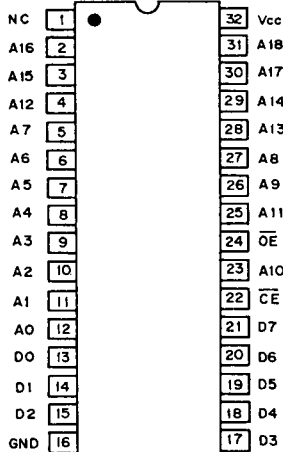 NC 1 32 Vcc
A16 2 31 A18
A15 3 30 A17
A12 4 29 A14
A7 5 28 A13
A6 6 27 A8
A5 7 26 A9
A4 8 25 A11
A3 9 24 O̅E̅
A2 10 23 A10
A1 11 22 C̅E̅
A0 12 21 D7
D0 13 20 D6
D1 14 19 D5
D2 15 18 D4
GND 16 17 D3